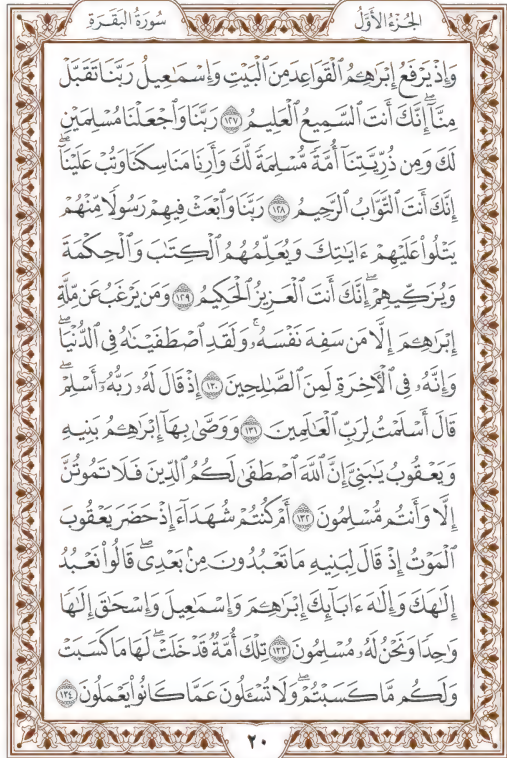 سُورَةُ البَقَرَةِ
الجُزْءُ الأَوَّلُ
وَإِذْ يَرْفَعُ إِبْرَٰهِـۧمُ ٱلْقَوَاعِدَ مِنَ ٱلْبَيْتِ وَإِسْمَٰعِيلُ رَبَّنَا تَقَبَّلْ
مِنَّآۖ إِنَّكَ أَنتَ ٱلسَّمِيعُ ٱلْعَلِيمُ ١٢٧ رَبَّنَا وَٱجْعَلْنَا مُسْلِمَيْنِ
لَكَ وَمِن ذُرِّيَّتِنَآ أُمَّةً مُّسْلِمَةً لَّكَ وَأَرِنَا مَنَاسِكَنَا وَتُبْ عَلَيْنَآۖ
إِنَّكَ أَنتَ ٱلتَّوَّابُ ٱلرَّحِيمُ ١٢٨ رَبَّنَا وَٱبْعَثْ فِيهِمْ رَسُولًا مِّنْهُمْ
يَتْلُوا۟ عَلَيْهِمْ ءَايَٰتِكَ وَيُعَلِّمُهُمُ ٱلْكِتَٰبَ وَٱلْحِكْمَةَ
وَيُزَكِّيهِمْۖ إِنَّكَ أَنتَ ٱلْعَزِيزُ ٱلْحَكِيمُ ١٢٩ وَمَن يَرْغَبُ عَن مِّلَّةِ
إِبْرَٰهِـۧمَ إِلَّا مَن سَفِهَ نَفْسَهُۥۚ وَلَقَدِ ٱصْطَفَيْنَٰهُ فِى ٱلدُّنْيَاۖ
وَإِنَّهُۥ فِى ٱلْءَاخِرَةِ لَمِنَ ٱلصَّٰلِحِينَ ١٣٠ إِذْ قَالَ لَهُۥ رَبُّهُۥٓ أَسْلِمْۖ
قَالَ أَسْلَمْتُ لِرَبِّ ٱلْعَٰلَمِينَ ١٣١ وَوَصَّىٰ بِهَآ إِبْرَٰهِـۧمُ بَنِيهِ
وَيَعْقُوبُ يَٰبَنِىَّ إِنَّ ٱللَّهَ ٱصْطَفَىٰ لَكُمُ ٱلدِّينَ فَلَا تَمُوتُنَّ
إِلَّا وَأَنتُم مُّسْلِمُونَ ١٣٢ أَمْ كُنتُمْ شُهَدَآءَ إِذْ حَضَرَ يَعْقُوبَ
ٱلْمَوْتُ إِذْ قَالَ لِبَنِيهِ مَا تَعْبُدُونَ مِنۢ بَعْدِى قَالُوا۟ نَعْبُدُ
إِلَٰهَكَ وَإِلَٰهَ ءَابَآئِكَ إِبْرَٰهِـۧمَ وَإِسْمَٰعِيلَ وَإِسْحَٰقَ إِلَٰهًا
وَٰحِدًا وَنَحْنُ لَهُۥ مُسْلِمُونَ ١٣٣ تِلْكَ أُمَّةٌ قَدْ خَلَتْۖ لَهَا مَا كَسَبَتْ
وَلَكُم مَّا كَسَبْتُمْۖ وَلَا تُسْـَٔلُونَ عَمَّا كَانُوا۟ يَعْمَلُونَ ١٣٤
٢٠